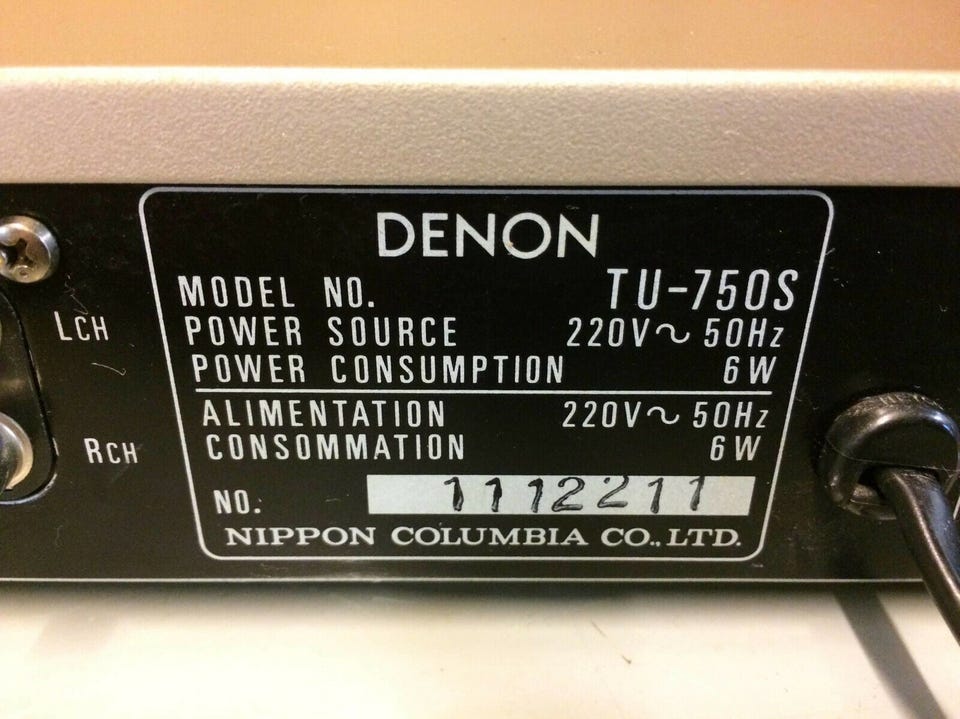 DENON
MODEL NO. TU-750S
POWER SOURCE 220V~ 50Hz
POWER CONSUMPTION 6W
ALIMENTATION 220V~ 50Hz
CONSOMMATION 6W
NO. 1112211
NIPPON COLUMBIA CO., LTD.
LCH
RCH